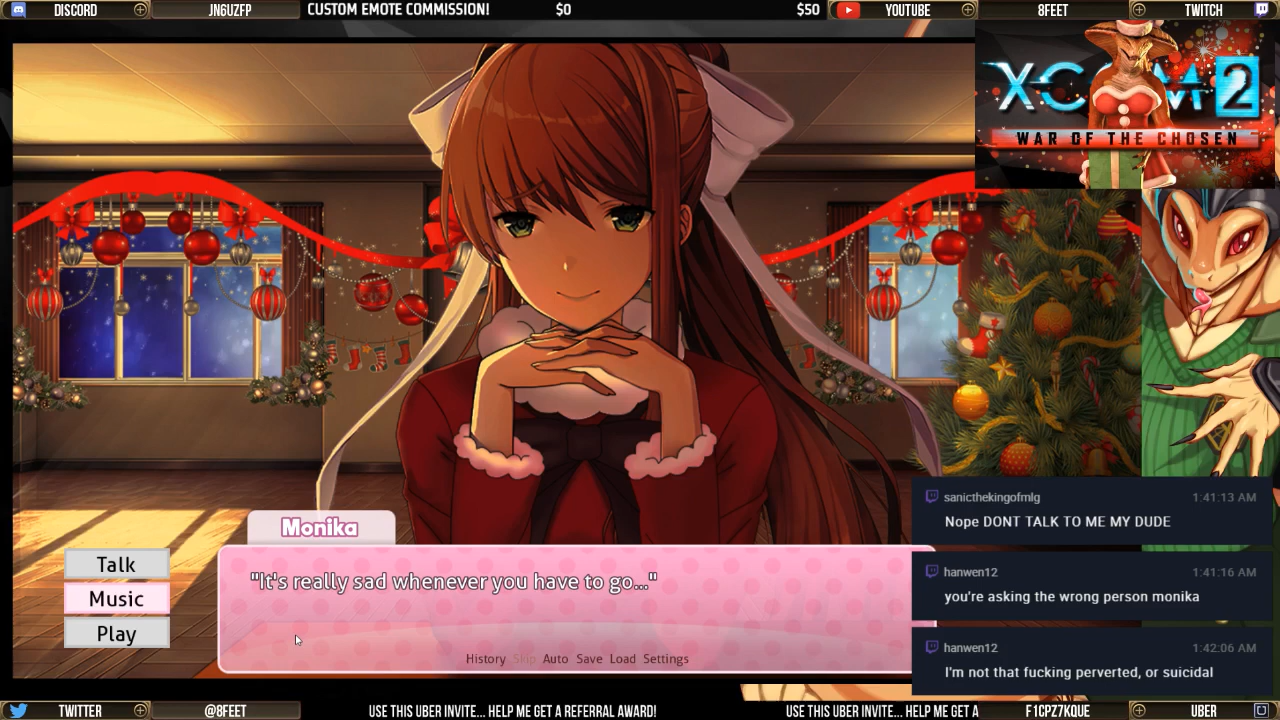 DISCORD
JN6UZFP
CUSTOM EMOTE COMMISSION!
$0
$50
YOUTUBE
8FEET
TWITCH
XCOM 2
WAR OF THE CHOSEN
Monika
"It's really sad whenever you have to go..."
Talk
Music
Play
History Skip Auto Save Load Settings
sanicthekingofmlg 1:41:13 AM
Nope DONT TALK TO ME MY DUDE
hanwen12 1:41:16 AM
you're asking the wrong person monika
hanwen12 1:42:06 AM
I'm not that fucking perverted, or suicidal
TWITTER
@8FEET
USE THIS UBER INVITE... HELP ME GET A REFERRAL AWARD!
USE THIS UBER INVITE... HELP ME GET A
F1CPZ7KQUE
UBER